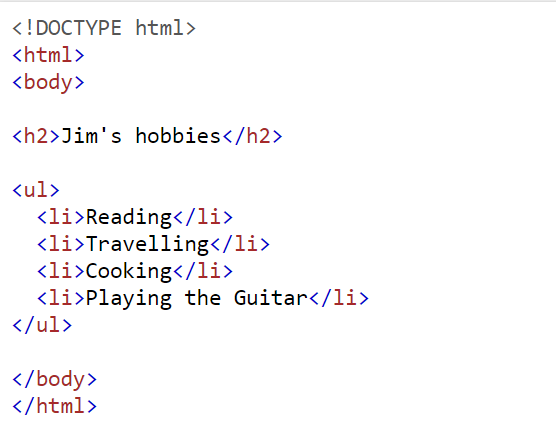 <!DOCTYPE html>
<html>
<body>

<h2>Jim's hobbies</h2>

<ul>
  <li>Reading</li>
  <li>Travelling</li>
  <li>Cooking</li>
  <li>Playing the Guitar</li>
</ul>

</body>
</html>